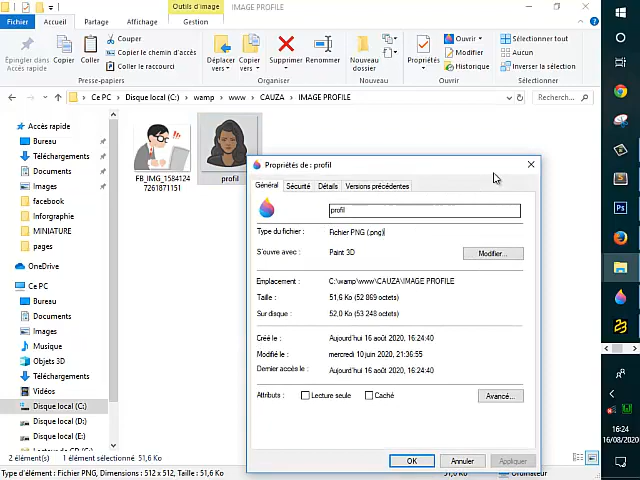 Outils d'image
IMAGE PROFILE
Fichier
Accueil
Partage
Affichage
Gestion
Épingler dans Accès rapide
Copier
Coller
Couper
Copier le chemin d'accès
Coller le raccourci
Déplacer vers
Copier vers
Supprimer
Renommer
Nouveau dossier
Propriétés
Ouvrir
Modifier
Historique
Sélectionner tout
Aucun
Inverser la sélection
Presse-papiers
Organiser
Nouveau
Ouvrir
Sélectionner
Ce PC > Disque local (C:) > wamp > www > CAUZA > IMAGE PROFILE
Recherch...
Accès rapide
Bureau
Téléchargements
Documents
Images
facebook
Inforgraphie
MINIATURE
pages
OneDrive
Ce PC
Bureau
Documents
Images
Musique
Objets 3D
Téléchargements
Vidéos
Disque local (C:)
Disque local (D:)
Disque local (E:)
FB_IMG_1584124
7261871151
profil
Propriétés de : profil
Général
Sécurité
Détails
Versions précédentes
profil
Type du fichier : Fichier PNG (.png)
S'ouvre avec : Paint 3D
Modifier...
Emplacement : C:\wamp\www\CAUZA\IMAGE PROFILE
Taille : 51,6 Ko (52 869 octets)
Sur disque : 52,0 Ko (53 248 octets)
Créé le : Aujourd'hui 16 août 2020, 16:24:40
Modifié le : mercredi 10 juin 2020, 21:36:55
Dernier accès le : Aujourd'hui 16 août 2020, 16:24:40
Attributs : Lecture seule Caché
Avancé...
OK
Annuler
Appliquer
2 élément(s)
1 élément sélectionné 51,6 Ko
Type d'élément : Fichier PNG, Dimensions : 512 x 512, Taille : 51,6 Ko
51,6 Ko
Ordinateur
16:24
16/08/2020